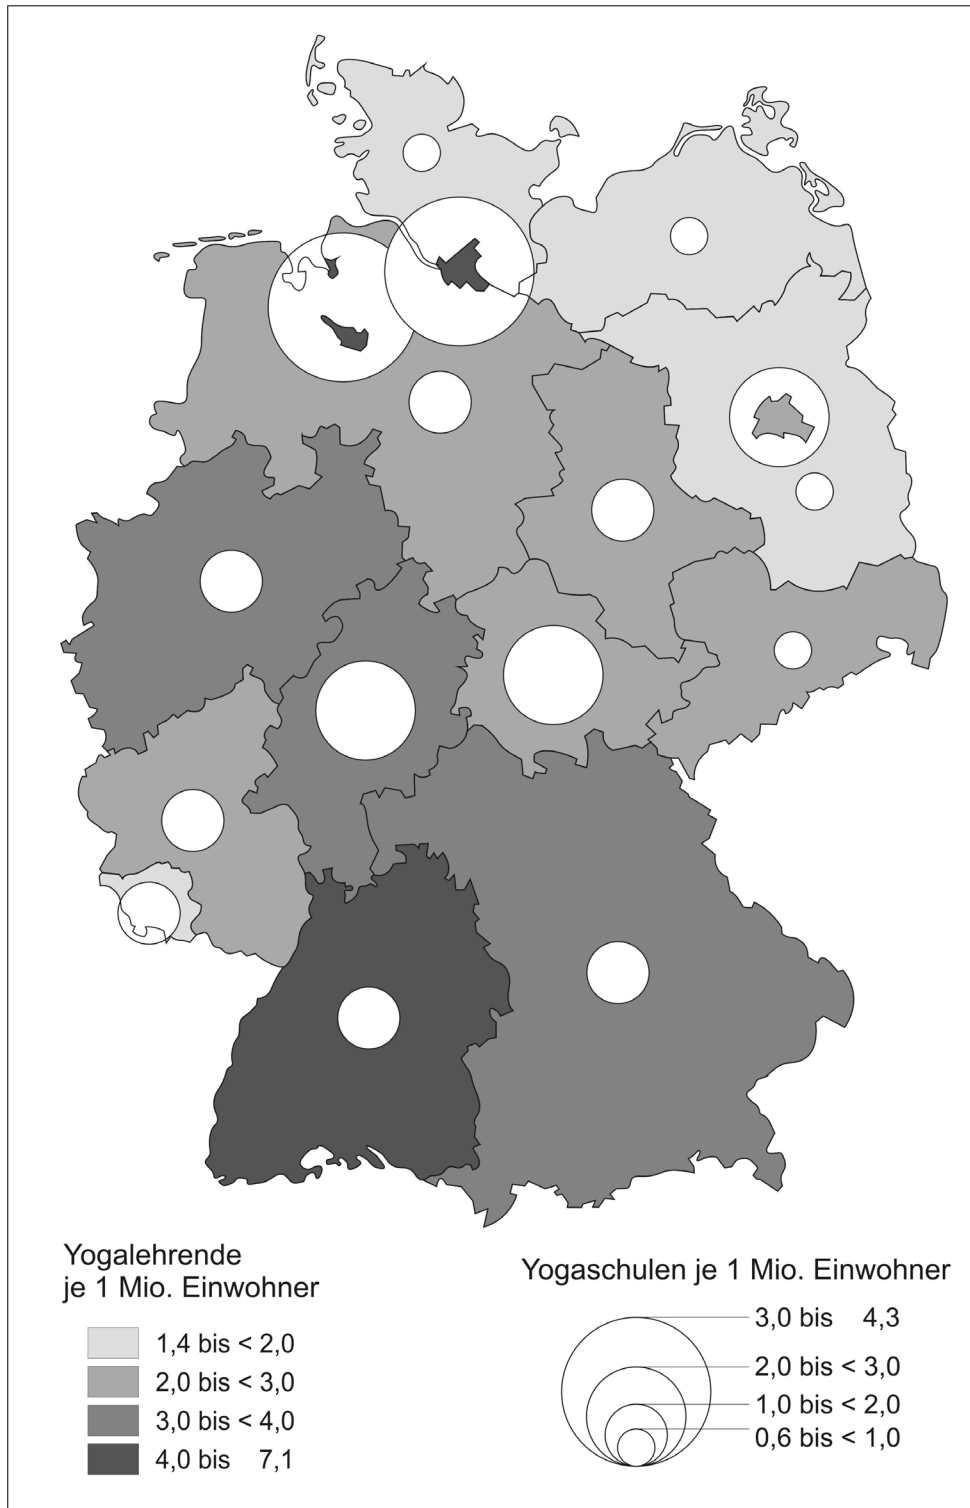 Yogalehrende
je 1 Mio. Einwohner
1,4 bis < 2,0
2,0 bis < 3,0
3,0 bis < 4,0
4,0 bis 7,1
Yogaschulen je 1 Mio. Einwohner
3,0 bis 4,3
2,0 bis < 3,0
1,0 bis < 2,0
0,6 bis < 1,0